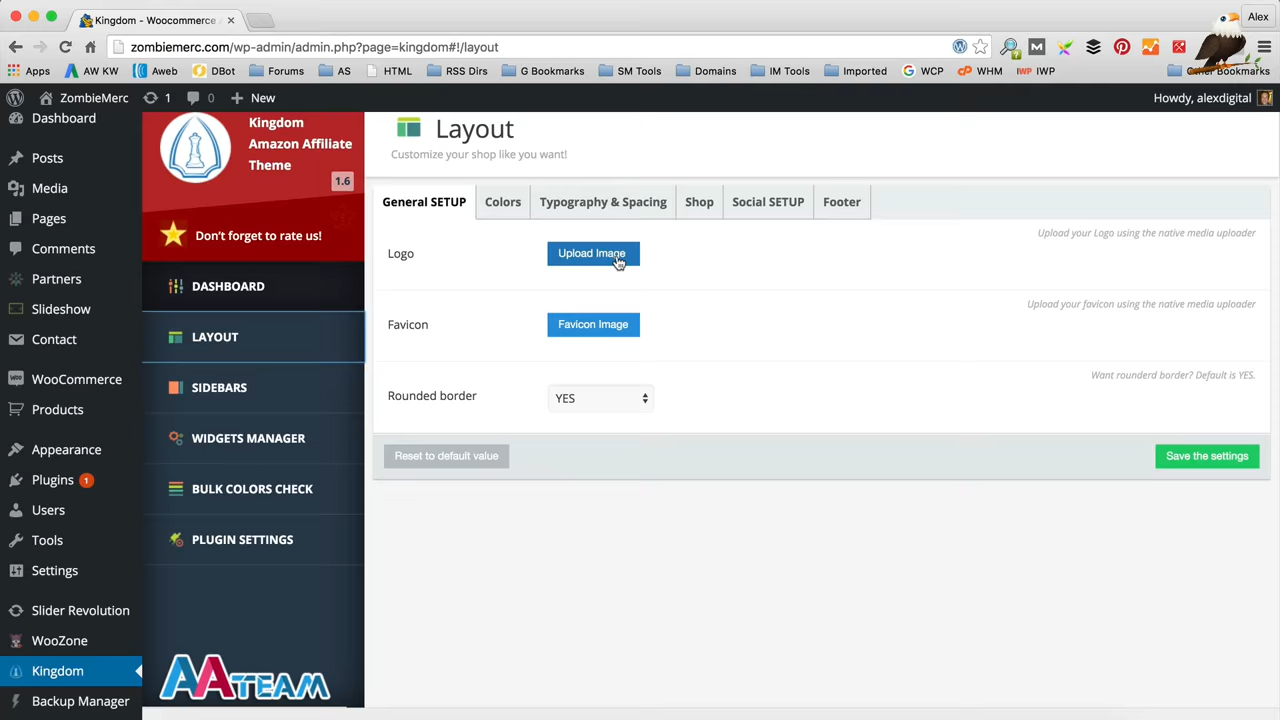 Kingdom - Woocommerce
Alex
zombiemerc.com/wp-admin/admin.php?page=kingdom#!/layout
Apps
AW KW
Aweb
DBot
Forums
AS
HTML
RSS Dirs
G Bookmarks
SM Tools
Domains
IM Tools
Imported
WCP
WHM
IWP
Other Bookmarks
ZombieMerc
1
0
New
Howdy, alexdigital
Dashboard
Posts
Media
Pages
Comments
Partners
Slideshow
Contact
WooCommerce
Products
Appearance
Plugins 1
Users
Tools
Settings
Slider Revolution
WooZone
Kingdom
Backup Manager
Kingdom
Amazon Affiliate
Theme
1.6
Don't forget to rate us!
DASHBOARD
LAYOUT
SIDEBARS
WIDGETS MANAGER
BULK COLORS CHECK
PLUGIN SETTINGS
AATEAM
Layout
Customize your shop like you want!
General SETUP
Colors
Typography & Spacing
Shop
Social SETUP
Footer
Upload your Logo using the native media uploader
Logo
Upload Image
Upload your favicon using the native media uploader
Favicon
Favicon Image
Want rounderd border? Default is YES.
Rounded border
YES
Reset to default value
Save the settings